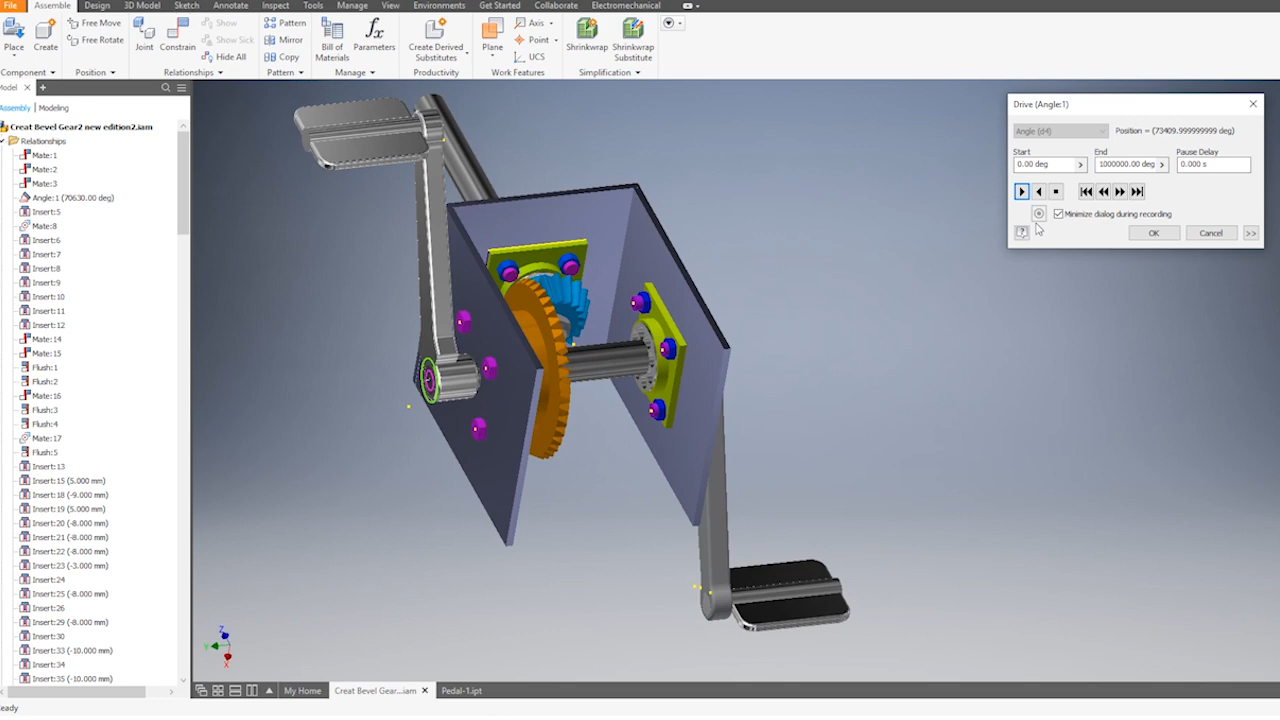 File Assemble Design 3D Model Sketch Annotate Inspect Tools Manage View Environments Get Started Collaborate Electromechanical
Place
Create
Free Move
Free Rotate
Joint
Constrain
Show
Show Sick
Hide All
Pattern
Mirror
Copy
Bill of
Materials
Parameters
Create Derived
Substitutes
Plane
Axis
Point
UCS
Shrinkwrap
Shrinkwrap
Substitute
Component Position Relationships Pattern Manage Productivity Work Features Simplification
Model
Assembly Modeling
Creat Bevel Gear2 new edition2.iam
Relationships
Mate:1
Mate:2
Mate:3
Angle:1 (70630.00 deg)
Insert:5
Mate:8
Insert:6
Insert:7
Insert:8
Insert:9
Insert:10
Insert:11
Insert:12
Mate:14
Mate:15
Flush:1
Flush:2
Mate:16
Flush:3
Flush:4
Mate:17
Flush:5
Insert:13
Insert:15 (5.000 mm)
Insert:18 (-9.000 mm)
Insert:19 (5.000 mm)
Insert:20 (-8.000 mm)
Insert:21 (-8.000 mm)
Insert:22 (-8.000 mm)
Insert:23 (-3.000 mm)
Insert:24
Insert:25 (-8.000 mm)
Insert:26
Insert:29 (-8.000 mm)
Insert:30
Insert:33 (-10.000 mm)
Insert:34
Insert:35 (-10.000 mm)
Drive (Angle:1)
Angle (d4) Position = (73409.999999999 deg)
Start End Pause Delay
0.00 deg 1000000.00 deg 0.000 s
Minimize dialog during recording
? OK Cancel >>
Z
Y
X
My Home Creat Bevel Gear...iam Pedal-1.ipt
Ready